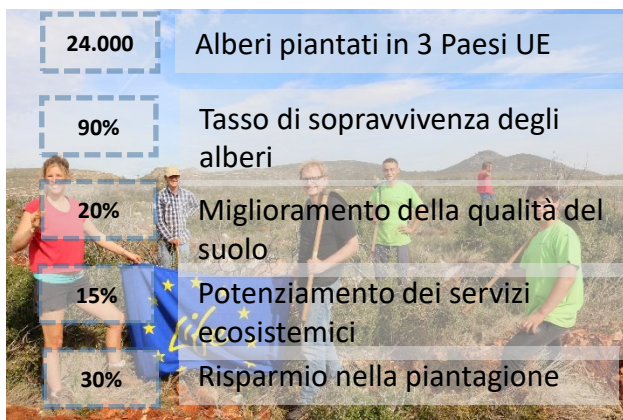 24.000 Alberi piantati in 3 Paesi UE
90% Tasso di sopravvivenza degli
alberi
20% Miglioramento della qualità del
suolo
15% Potenziamento dei servizi
ecosistemici
30% Risparmio nella piantagione
Life